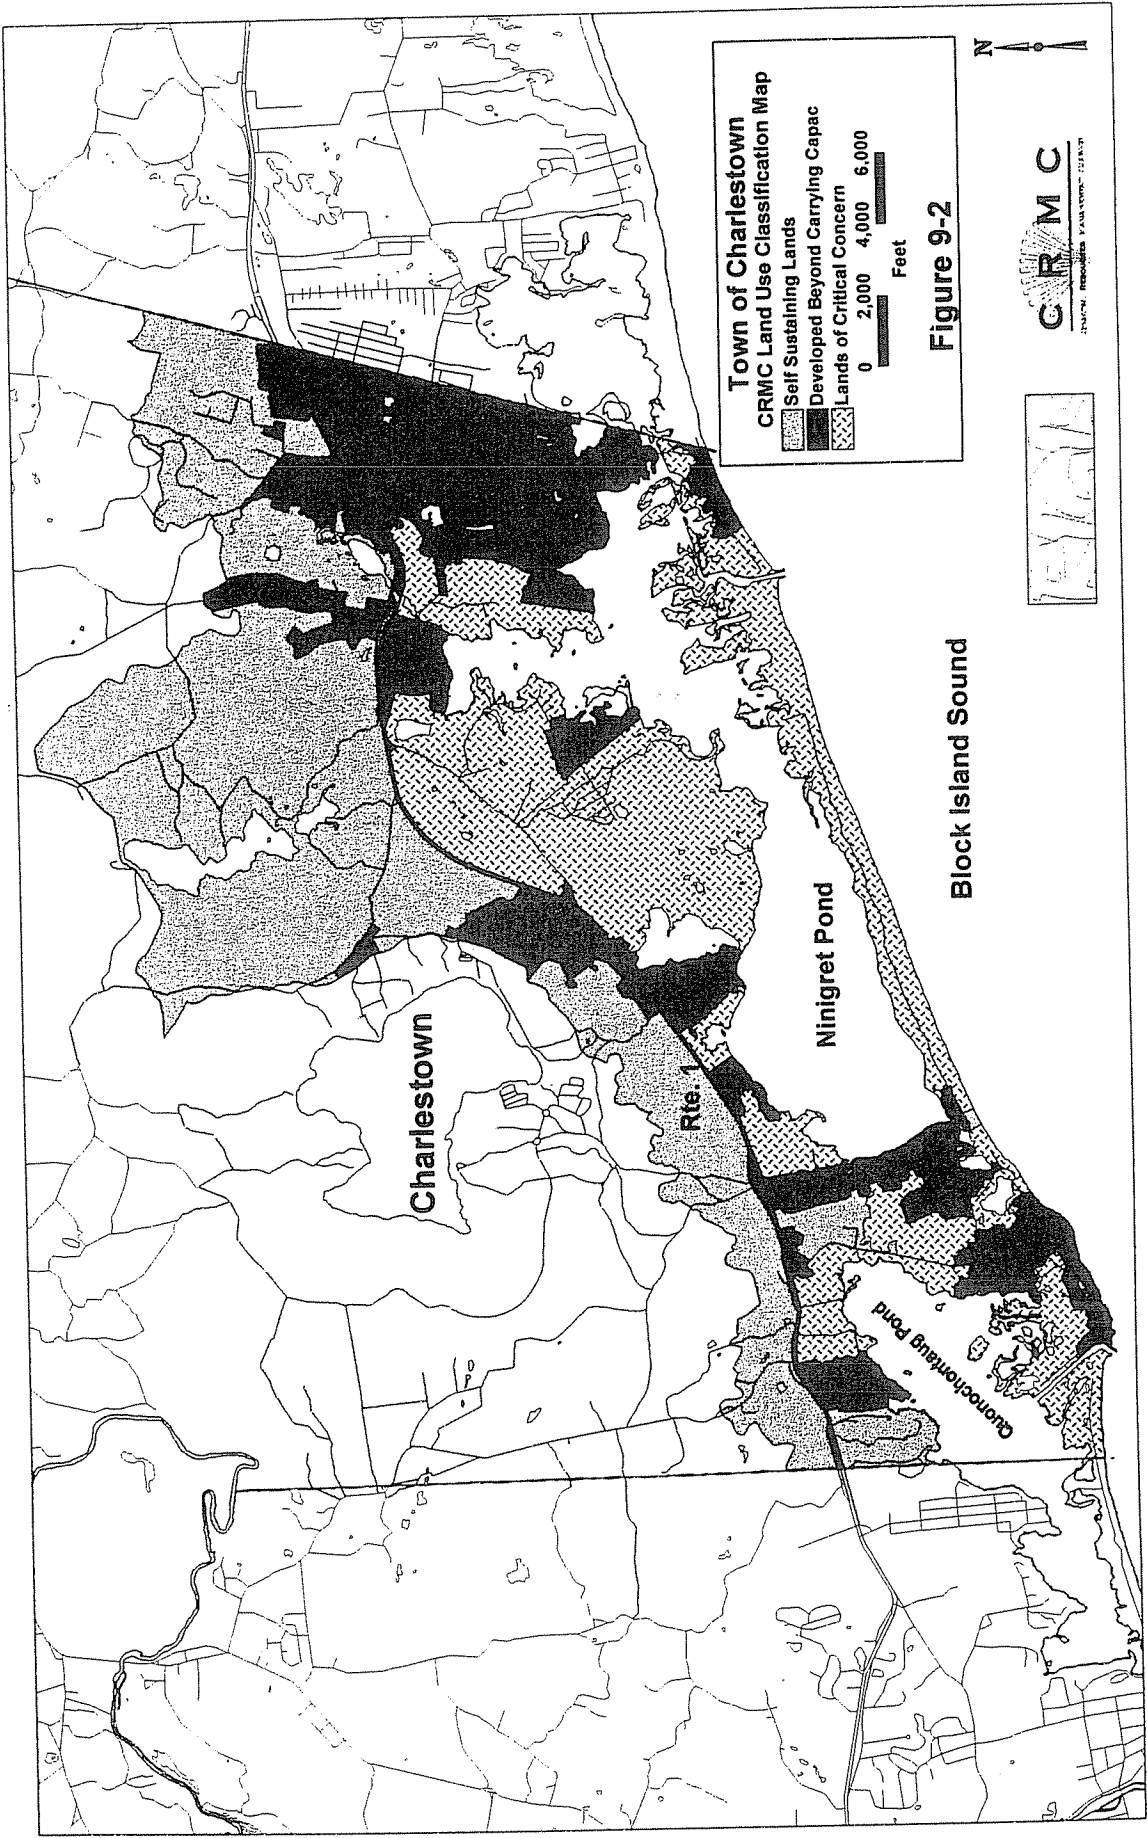 Charlestown
Rte. 1
Quonochontaug Pond
Ninigret Pond
Block Island Sound
Town of Charlestown
CRMC Land Use Classification Map
Self Sustaining Lands
Developed Beyond Carrying Capac
Lands of Critical Concern
0 2,000 4,000 6,000
Feet
Figure 9-2
N
C R M C